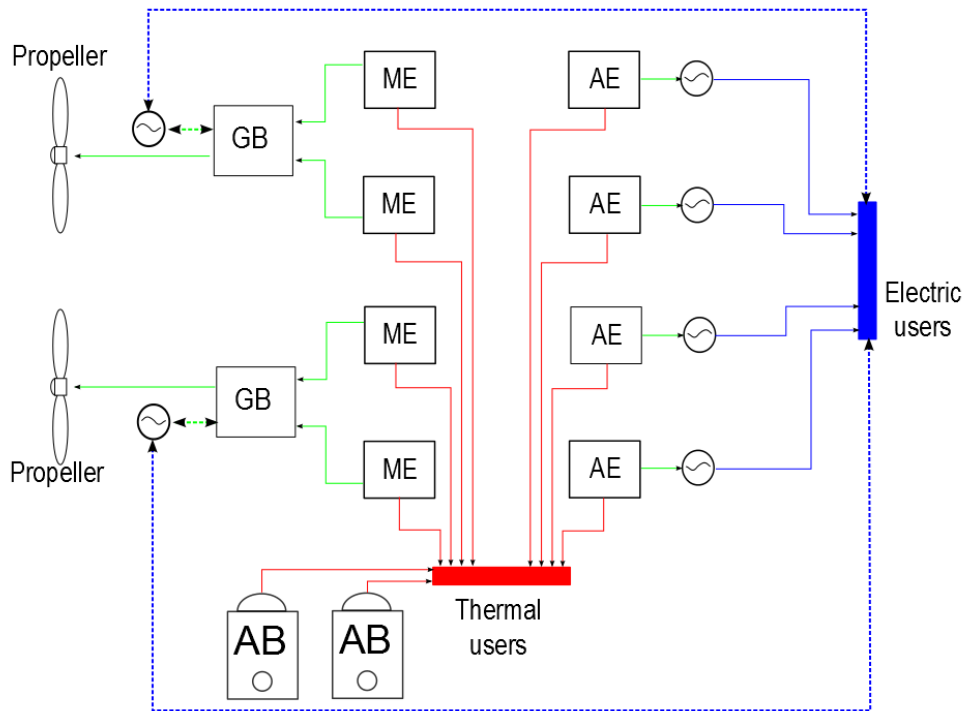 Propeller
ME
AE
GB
ME
AE
Electric
users
ME
AE
GB
Propeller
ME
AE
Thermal
users
AB
AB